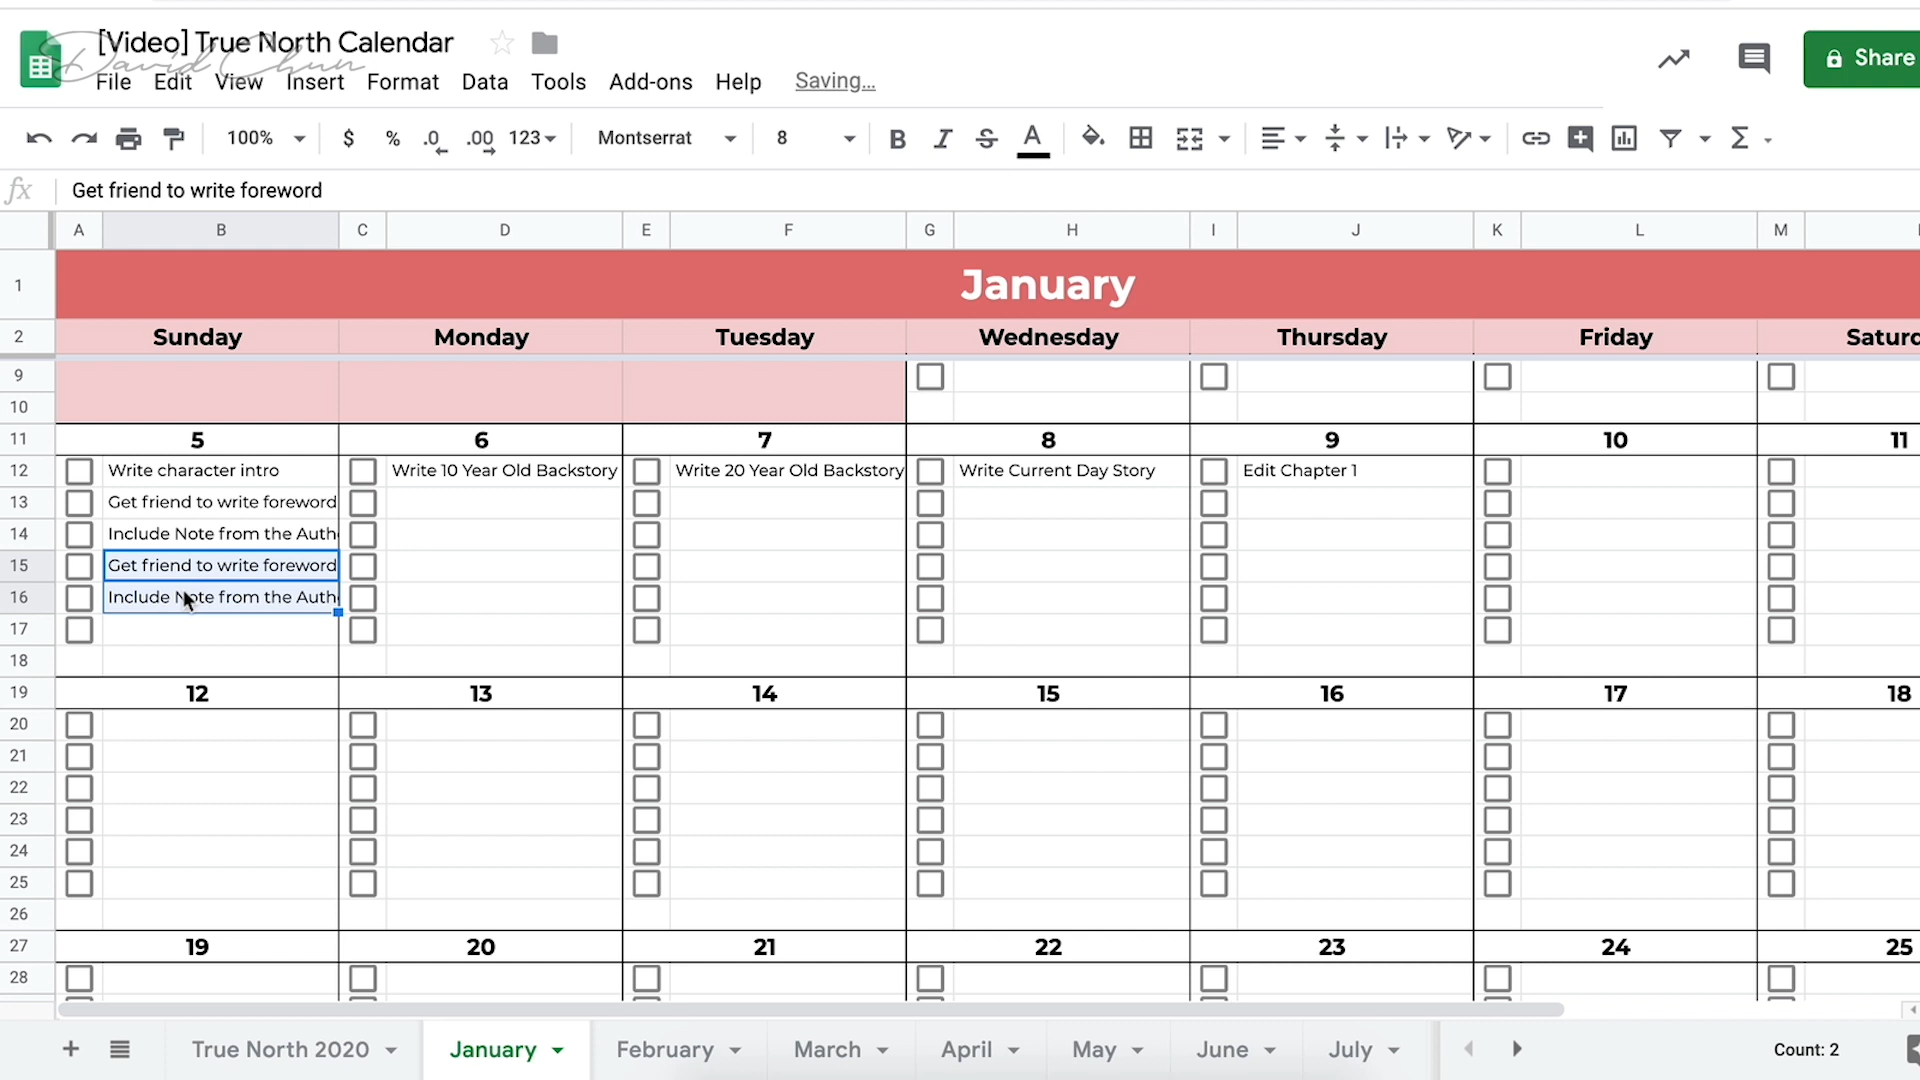 [Video] True North Calendar
David Chun
File Edit View Insert Format Data Tools Add-ons Help Saving...
Share
100% $ % .0 .00 123 Montserrat 8 B I S A
fx Get friend to write foreword
A B C D E F G H I J K L M
1 January
2 Sunday Monday Tuesday Wednesday Thursday Friday
9
10
11 5 6 7 8 9 10 11
12 Write character intro Write 10 Year Old Backstory Write 20 Year Old Backstory Write Current Day Story Edit Chapter 1
13 Get friend to write foreword
14 Include Note from the Auth
15 Get friend to write foreword
16 Include Note from the Auth
17
18
19 12 13 14 15 16 17 18
20
21
22
23
24
25
26
27 19 20 21 22 23 24 25
28
True North 2020 January February March April May June July Count: 2